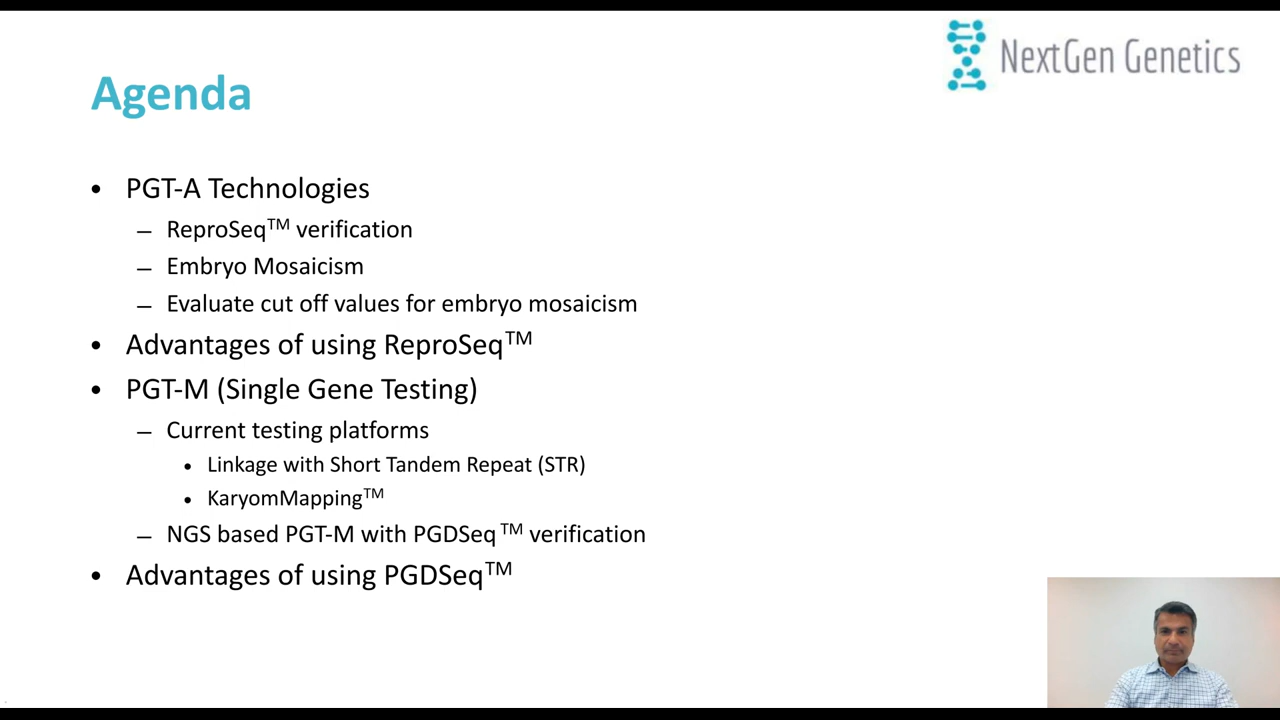 NextGen Genetics
Agenda
• PGT-A Technologies
– ReproSeq™ verification
– Embryo Mosaicism
– Evaluate cut off values for embryo mosaicism
• Advantages of using ReproSeq™
• PGT-M (Single Gene Testing)
– Current testing platforms
• Linkage with Short Tandem Repeat (STR)
• KaryomMapping™
– NGS based PGT-M with PGDSeq™ verification
• Advantages of using PGDSeq™